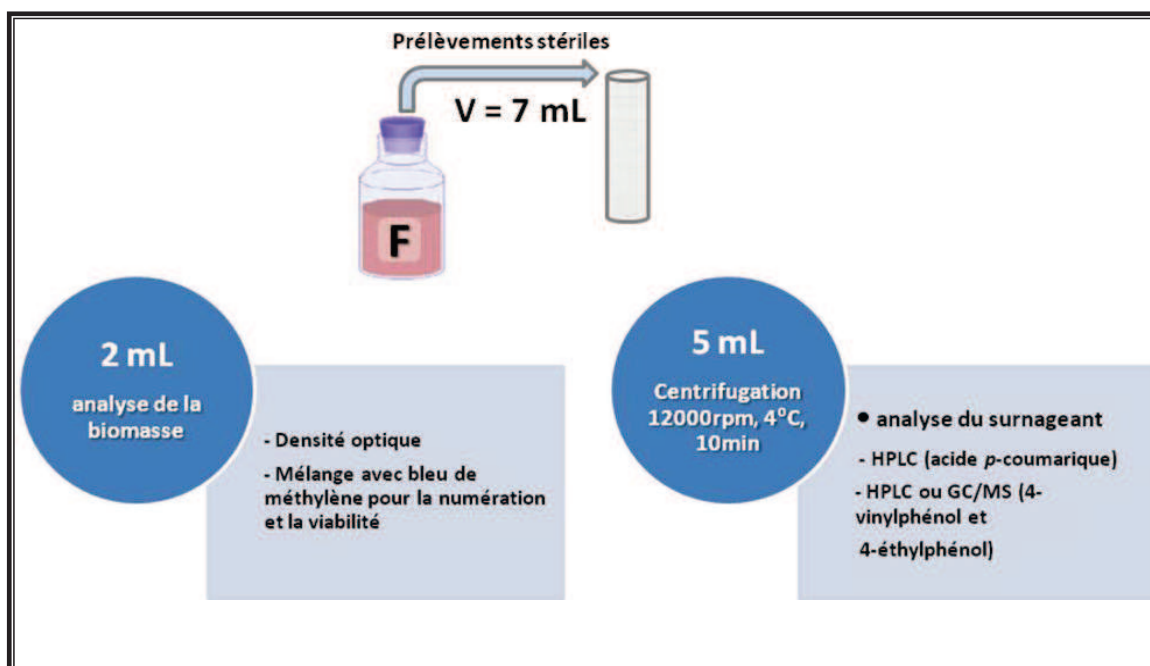 Prélèvements stériles
V = 7 mL
F
2 mL
analyse de la
biomasse
- Densité optique
- Mélange avec bleu de
méthylène pour la numération
et la viabilité
5 mL
Centrifugation
12000rpm, 4°C,
10min
• analyse du surnageant
- HPLC (acide p-coumarique)
- HPLC ou GC/MS (4-
vinylphénol et
4-éthylphénol)